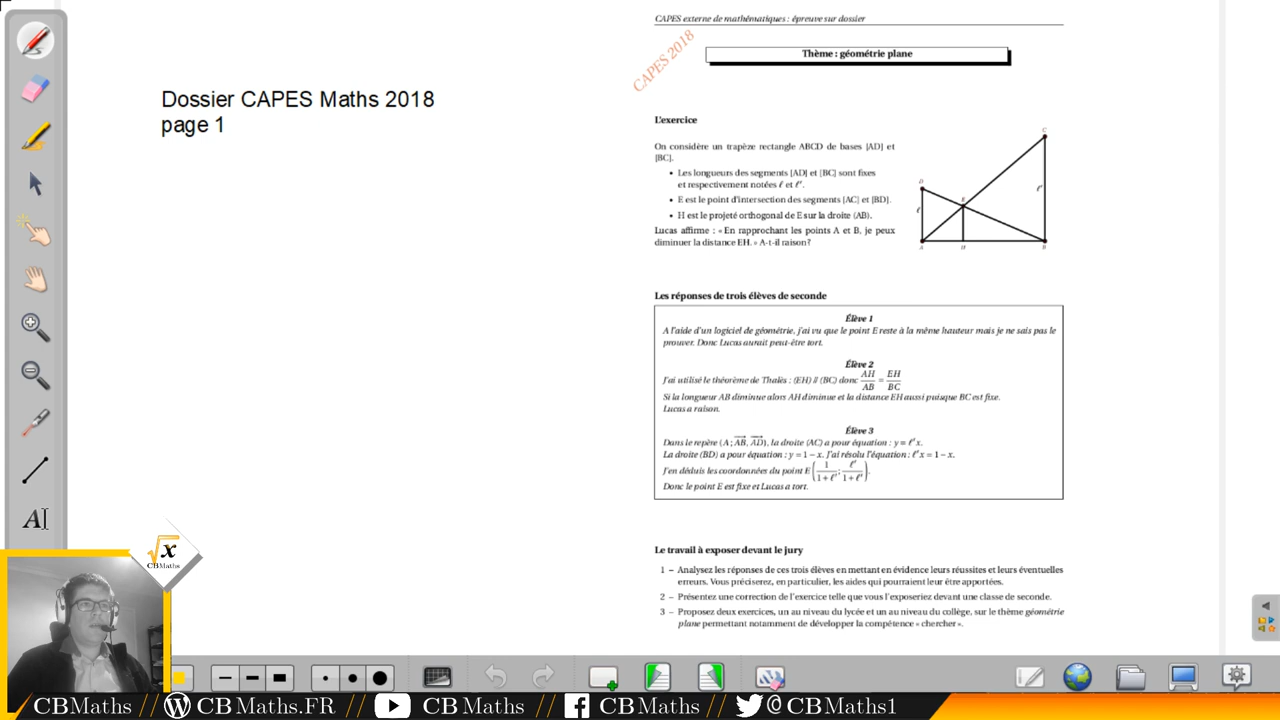 Dossier CAPES Maths 2018
page 1
CAPES externe de mathématiques : épreuve sur dossier
CAPES 2018
Thème : géométrie plane
L'exercice
On considère un trapèze rectangle ABCD de bases [AD] et
[BC].
• Les longueurs des segments [AD] et [BC] sont fixes
et respectivement notées ℓ et ℓ'.
• E est le point d'intersection des segments [AC] et [BD].
• H est le projeté orthogonal de E sur la droite (AB).
Lucas affirme : « En rapprochant les points A et B, je peux
diminuer la distance EH. » A-t-il raison?
C
D
E
ℓ'
ℓ
A H B
Les réponses de trois élèves de seconde
Élève 1
A l'aide d'un logiciel de géométrie, j'ai vu que le point E reste à la même hauteur mais je ne sais pas le
prouver. Donc Lucas aurait peut-être tort.
Élève 2
J'ai utilisé le théorème de Thalès : (EH) // (BC) donc AH/AB = EH/BC
Si la longueur AB diminue alors AH diminue et la distance EH aussi puisque BC est fixe.
Lucas a raison.
Élève 3
Dans le repère (A ; AB, AD), la droite (AC) a pour équation : y = ℓ'x.
La droite (BD) a pour équation : y = 1 − x. J'ai résolu l'équation : ℓ'x = 1 − x.
J'en déduis les coordonnées du point E (1/(1+ℓ') ; ℓ'/(1+ℓ')).
Donc le point E est fixe et Lucas a tort.
Le travail à exposer devant le jury
1 – Analysez les réponses de ces trois élèves en mettant en évidence leurs réussites et leurs éventuelles
erreurs. Vous préciserez, en particulier, les aides qui pourraient leur être apportées.
2 – Présentez une correction de l'exercice telle que vous l'exposeriez devant une classe de seconde.
3 – Proposez deux exercices, un au niveau du lycée et un au niveau du collège, sur le thème géométrie
plane permettant notamment de développer la compétence « chercher ».
A
√x
CBMaths
CBMaths // CBMaths.FR / CBMaths / CBMaths / @CBMaths1